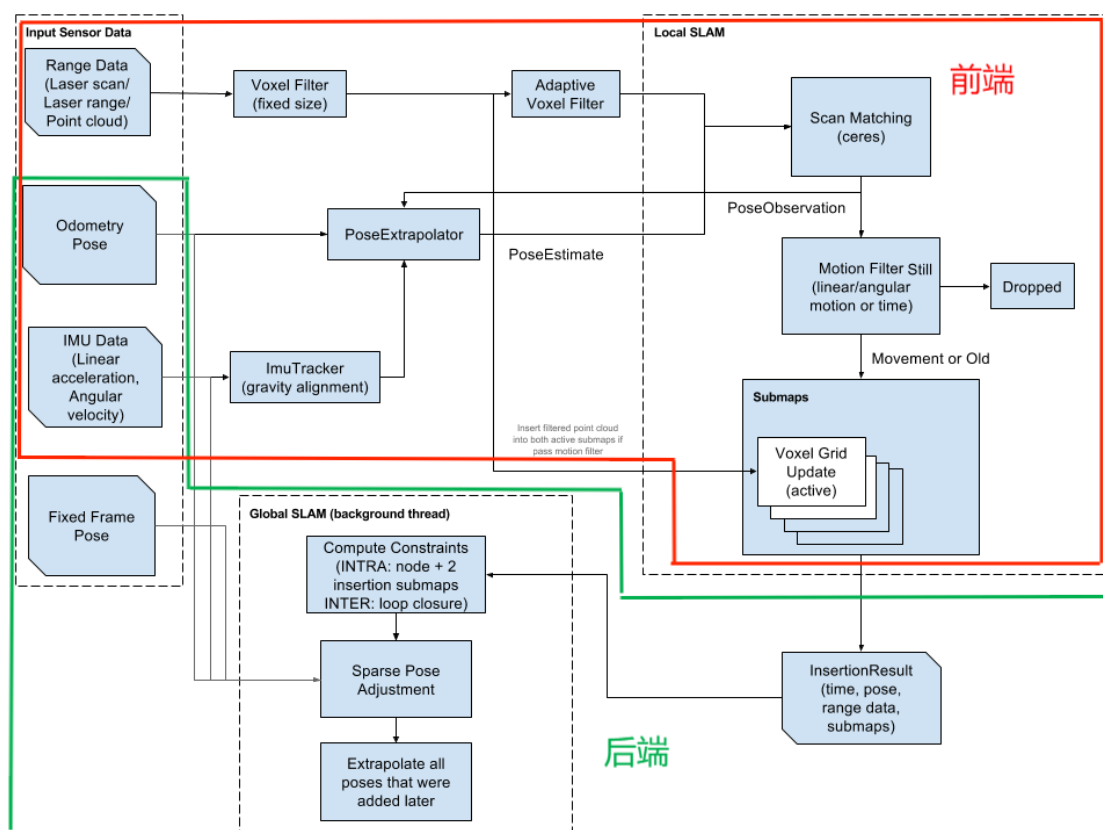 Input Sensor Data
Range Data
(Laser scan/
Laser range/
Point cloud)
Voxel Filter
(fixed size)
Adaptive
Voxel Filter
Local SLAM
前端
Scan Matching
(ceres)
Odometry
Pose
PoseExtrapolator
PoseObservation
PoseEstimate
Motion Filter Still
(linear/angular
motion or time)
Dropped
IMU Data
(Linear
acceleration,
Angular
velocity)
ImuTracker
(gravity alignment)
Movement or Old
Submaps
Insert filtered point cloud
into both active submaps if
pass motion filter
Voxel Grid
Update
(active)
Fixed Frame
Pose
Global SLAM (background thread)
Compute Constraints
(INTRA: node + 2
insertion submaps
INTER: loop closure)
Sparse Pose
Adjustment
InsertionResult
(time, pose,
range data,
submaps)
后端
Extrapolate all
poses that were
added later